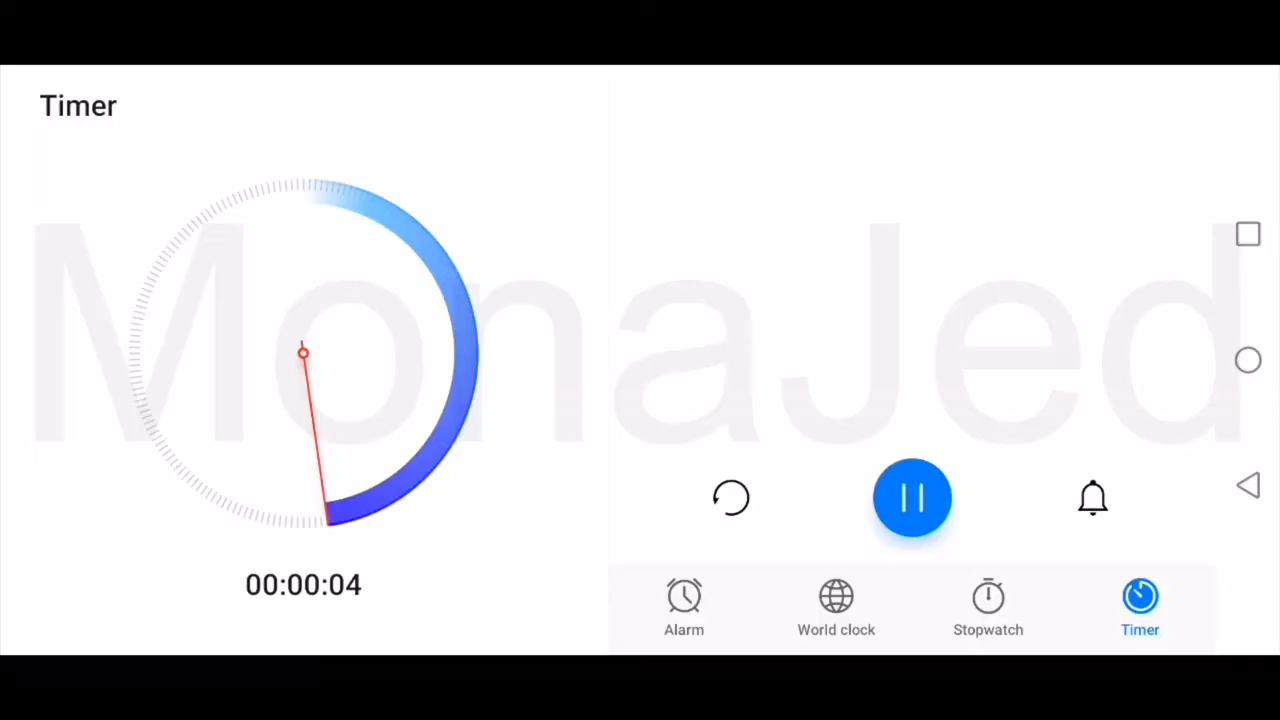 Timer
MonaJed
00:00:04
Alarm
World clock
Stopwatch
Timer